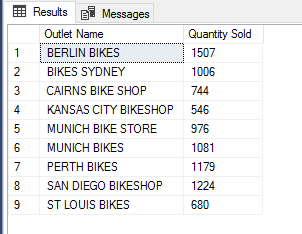 Results Messages
Outlet Name Quantity Sold
1 BERLIN BIKES 1507
2 BIKES SYDNEY 1006
3 CAIRNS BIKE SHOP 744
4 KANSAS CITY BIKESHOP 546
5 MUNICH BIKE STORE 976
6 MUNICH BIKES 1081
7 PERTH BIKES 1179
8 SAN DIEGO BIKESHOP 1224
9 ST LOUIS BIKES 680